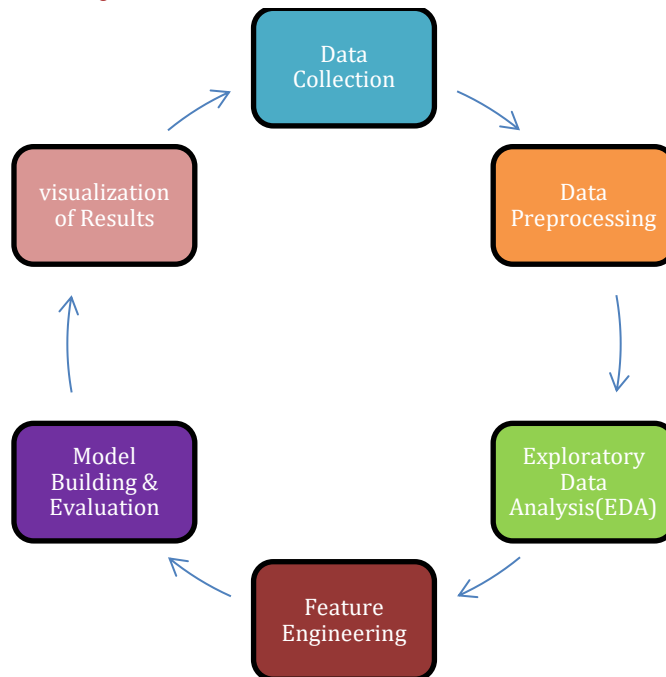 Data
Collection
Data
Preprocessing
Exploratory
Data
Analysis(EDA)
Feature
Engineering
Model
Building &
Evaluation
visualization
of Results